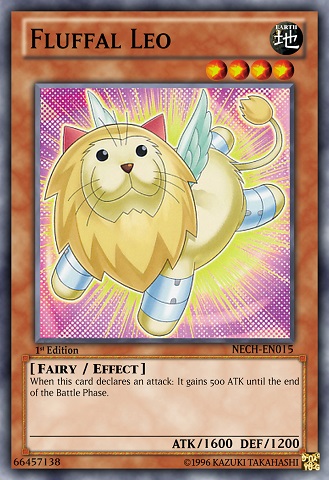 Fluffal Leo
EARTH
地
1st Edition
NECH-EN015
[ Fairy / Effect ]
When this card declares an attack: It gains 500 ATK until the end
of the Battle Phase.
ATK/1600 DEF/1200
66457138
©1996 KAZUKI TAKAHASHI